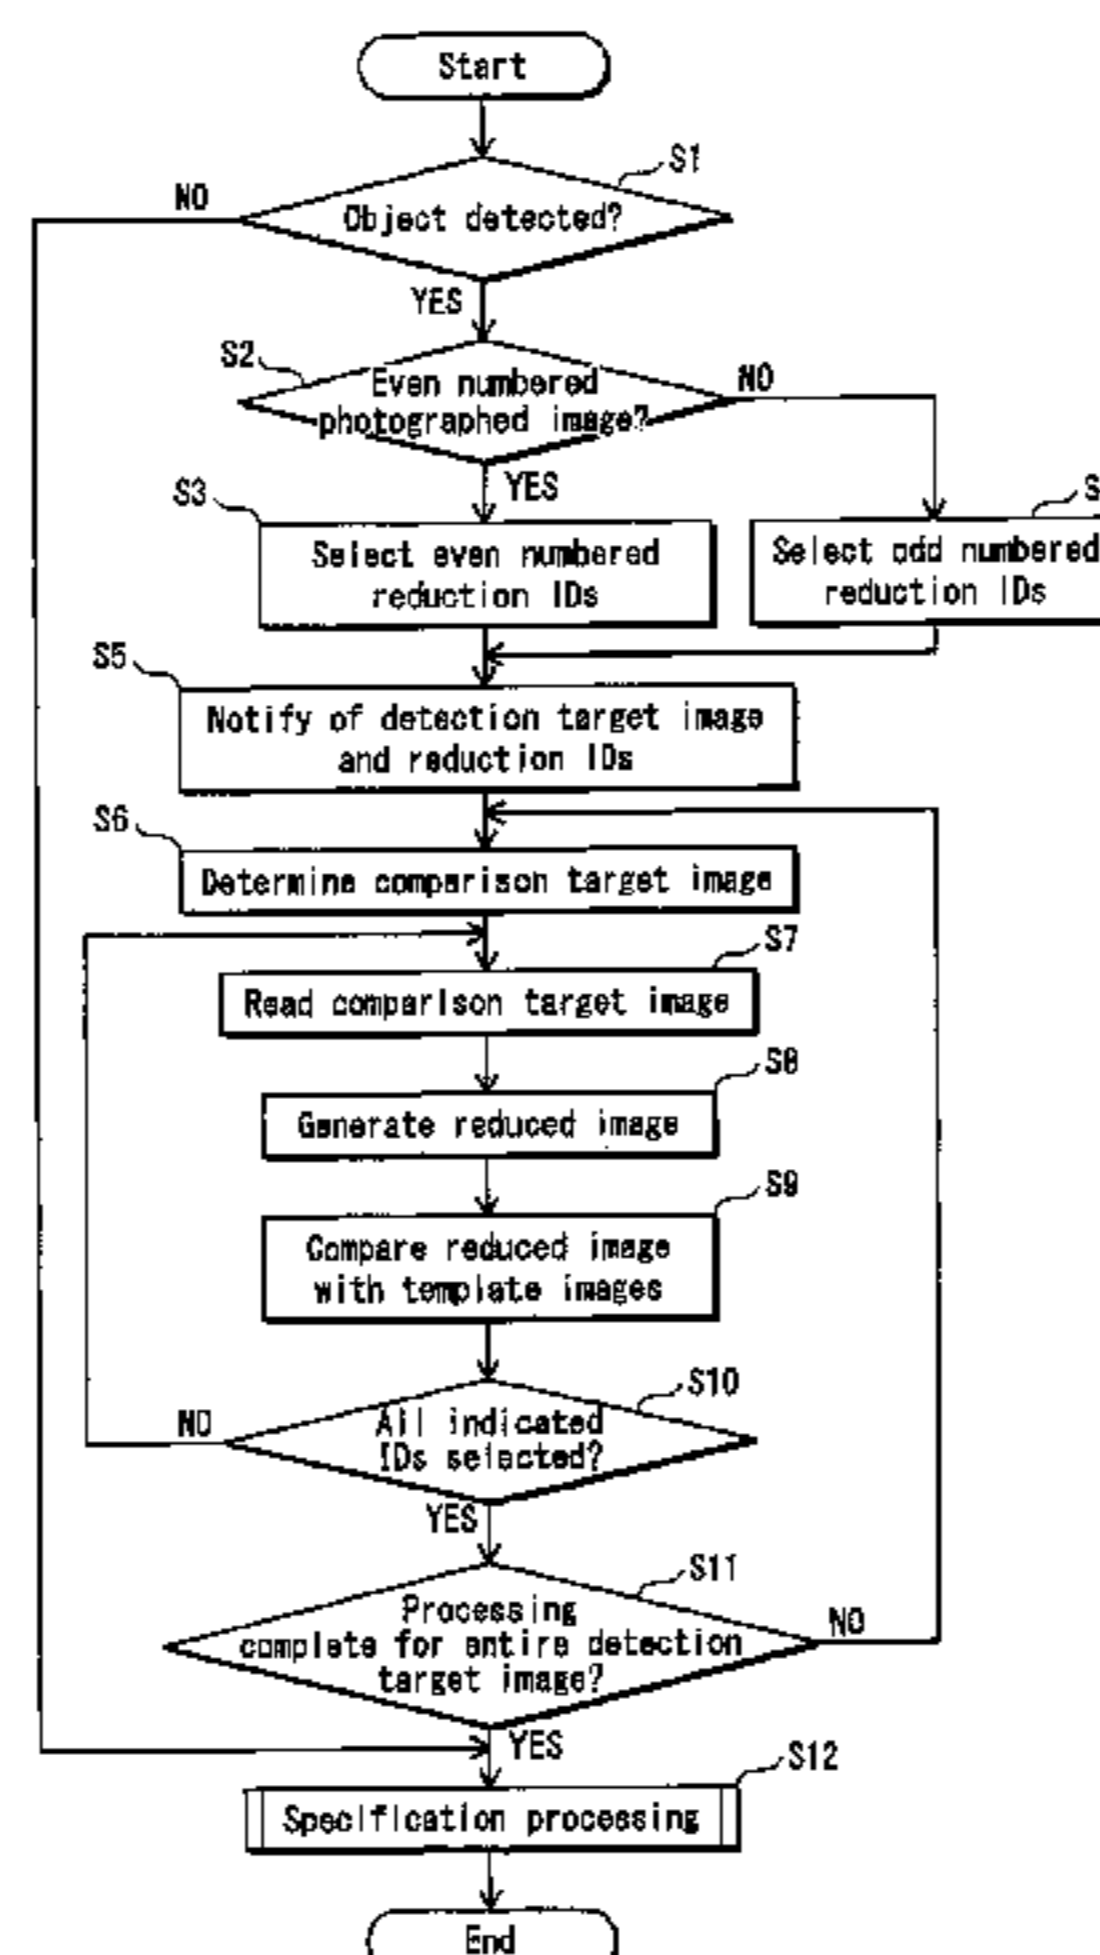 Start
S1
NO
Object detected?
YES
S2
Even numbered
photographed image?
NO
YES
S3
Select even numbered
reduction IDs
S
Select odd numbered
reduction IDs
S5
Notify of detection target image
and reduction IDs
S6
Determine comparison target image
S7
Read comparison target image
S8
Generate reduced image
S9
Compare reduced image
with template images
S10
NO
All indicated
IDs selected?
YES
S11
Processing
complete for entire detection
target image?
NO
YES
S12
Specification processing
End